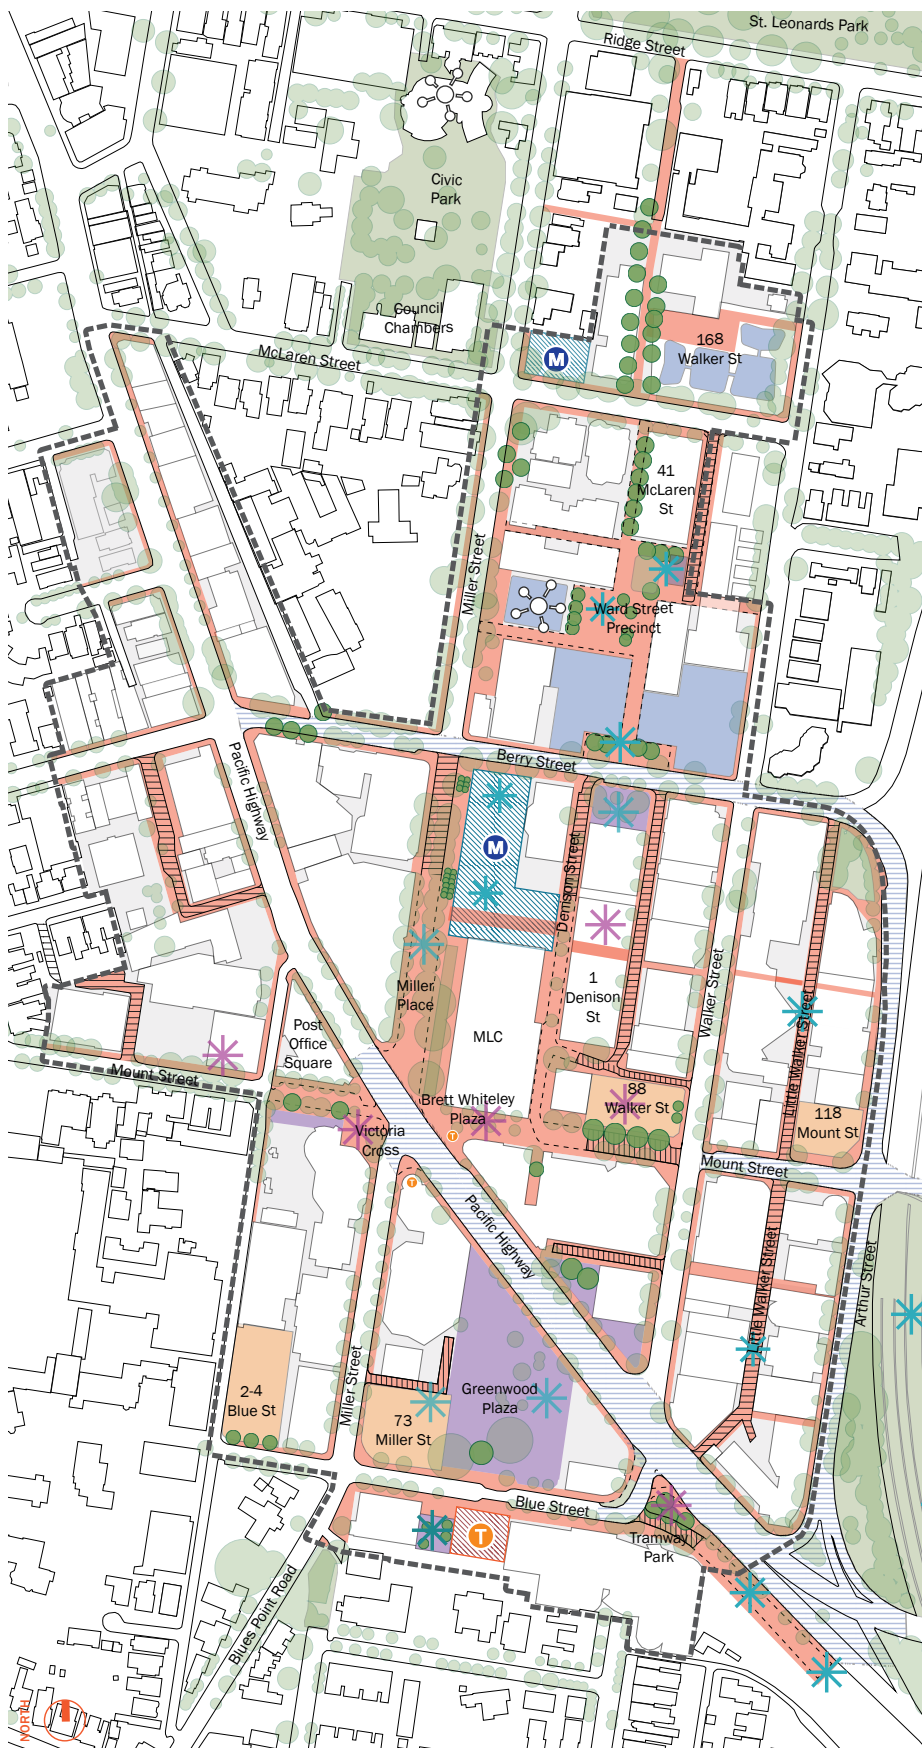 St. Leonards Park
Ridge Street
Civic
Park
Council
Chambers
McLaren Street
M
168
Walker St
41
McLaren
St
Miller Street
Ward Street
Precinct
Berry Street
Pacific Highway
M
Denison Street
Walker Street
Miller
Place
1
Denison
St
Little Walker Street
Post
Office
Square
MLC
Mount Street
Brett Whiteley
Plaza
88
Walker St
118
Mount St
Victoria
Cross
T
T
Mount Street
Pacific Highway
Little Walker Street
Arthur Street
Miller Street
2-4
Blue St
Greenwood
Plaza
73
Miller St
Blue Street
T
Tramway
Park
Blues Point Road
NORTH